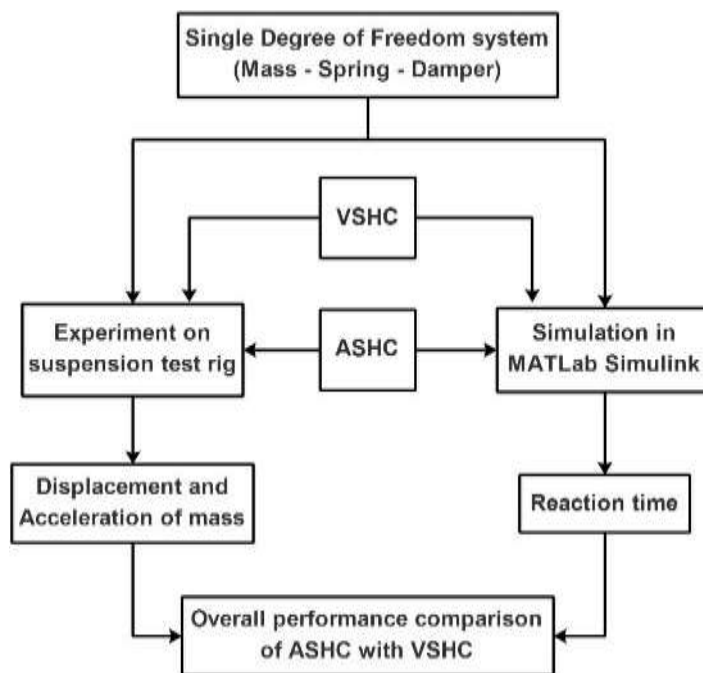 Single Degree of Freedom system
(Mass - Spring - Damper)
VSHC
Experiment on
suspension test rig
ASHC
Simulation in
MATLab Simulink
Displacement and
Acceleration of mass
Reaction time
Overall performance comparison
of ASHC with VSHC